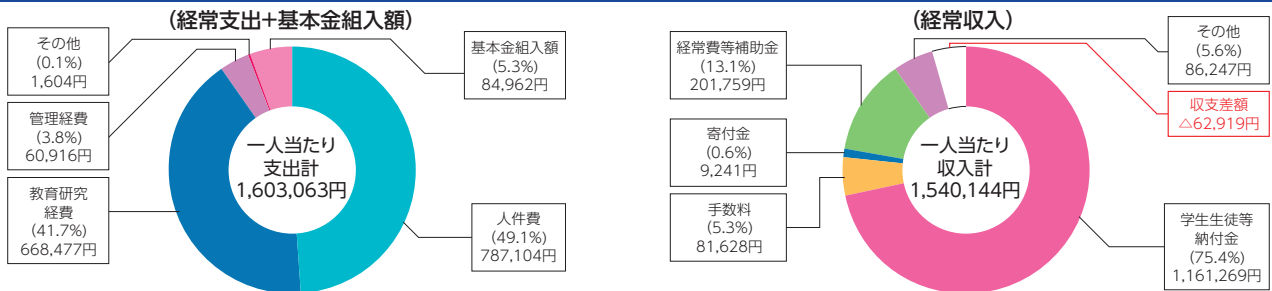 (経常支出+基本金組入額)
その他
(0.1%)
1,604円
管理経費
(3.8%)
60,916円
教育研究
経費
(41.7%)
668,477円
一人当たり
支出計
1,603,063円
基本金組入額
(5.3%)
84,962円
人件費
(49.1%)
787,104円
(経常収入)
経常費等補助金
(13.1%)
201,759円
寄付金
(0.6%)
9,241円
手数料
(5.3%)
81,628円
一人当たり
収入計
1,540,144円
その他
(5.6%)
86,247円
収支差額
△62,919円
学生生徒等
納付金
(75.4%)
1,161,269円